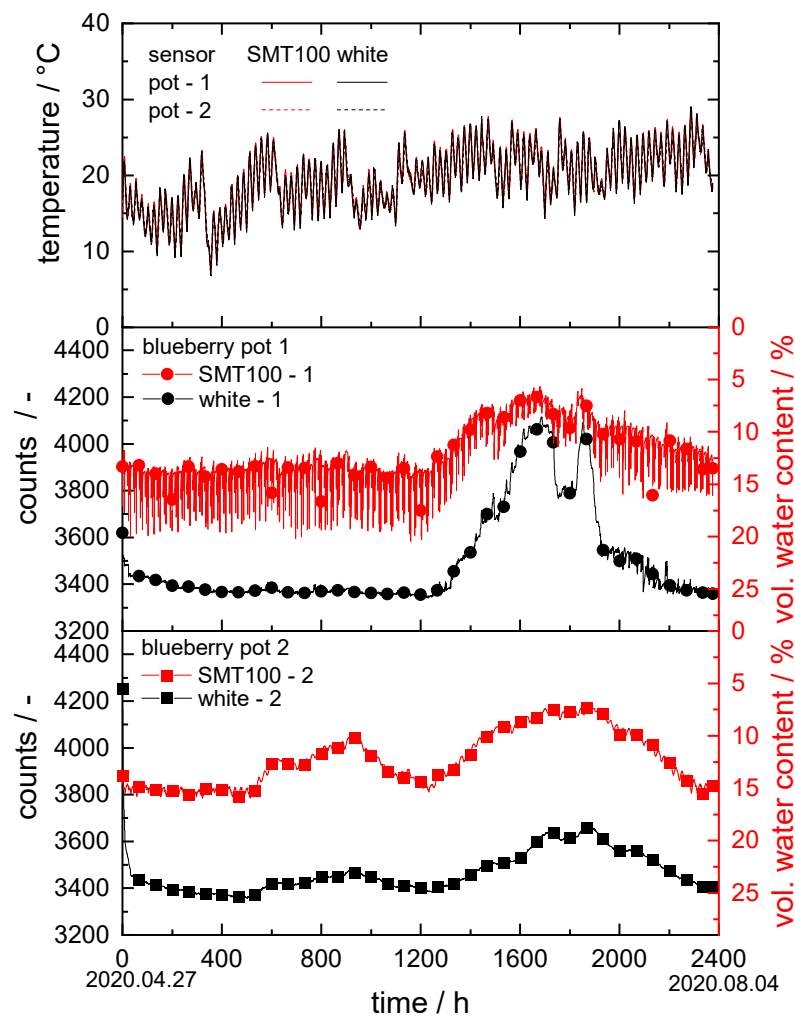 40
30
20
10
0
temperature / °C
sensor SMT100 white
pot - 1
pot - 2
4400
4200
4000
3800
3600
3400
3200
counts / -
blueberry pot 1
SMT100 - 1
white - 1
0
5
10
15
20
25
vol. water content / %
4400
4200
4000
3800
3600
3400
3200
counts / -
blueberry pot 2
SMT100 - 2
white - 2
0
5
10
15
20
25
vol. water content / %
0 400 800 1200 1600 2000 2400
2020.04.27 2020.08.04
time / h